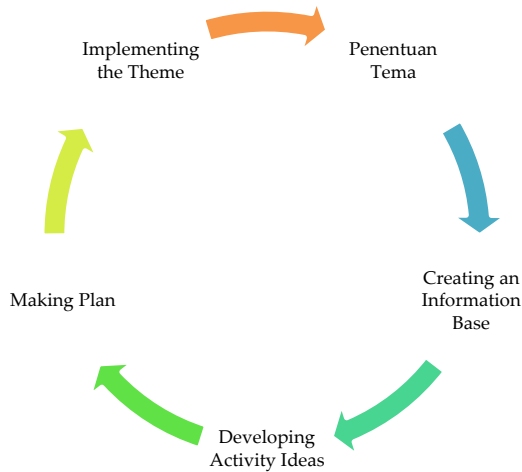 Implementing
the Theme
Penentuan
Tema
Creating an
Information
Base
Developing
Activity Ideas
Making Plan